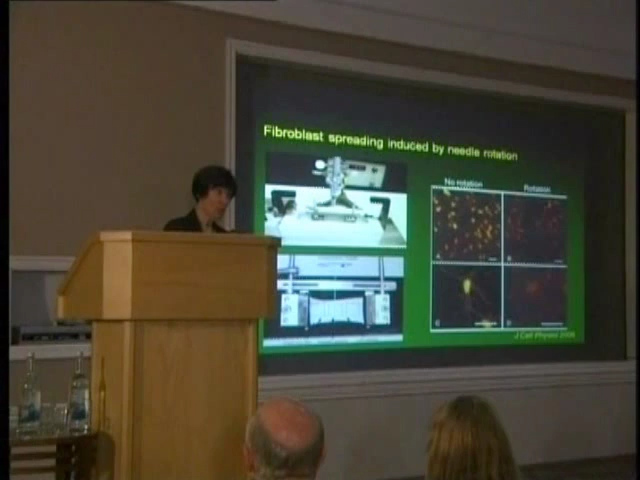 Fibroblast spreading induced by needle rotation
No rotation
Rotation
A
B
J Cell Physiol 2006